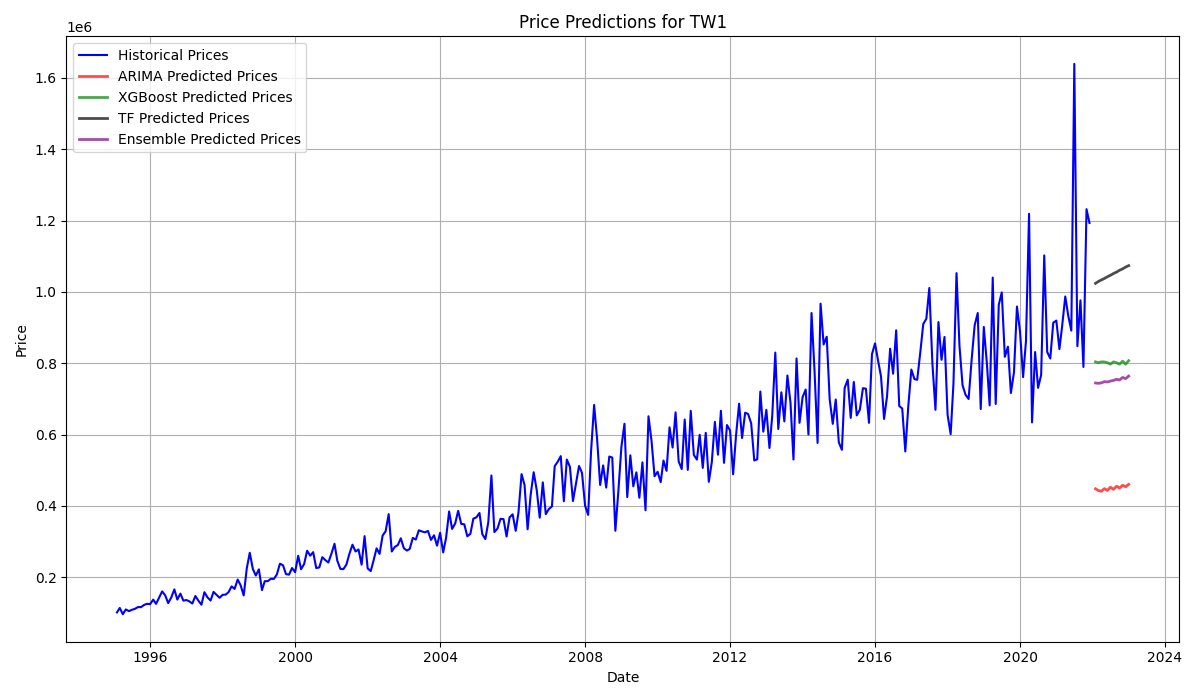 Price Predictions for TW1
1e6
Historical Prices
ARIMA Predicted Prices
XGBoost Predicted Prices
TF Predicted Prices
Ensemble Predicted Prices
1.6
1.4
1.2
1.0
0.8
0.6
0.4
0.2
Price
1996 2000 2004 2008 2012 2016 2020 2024
Date